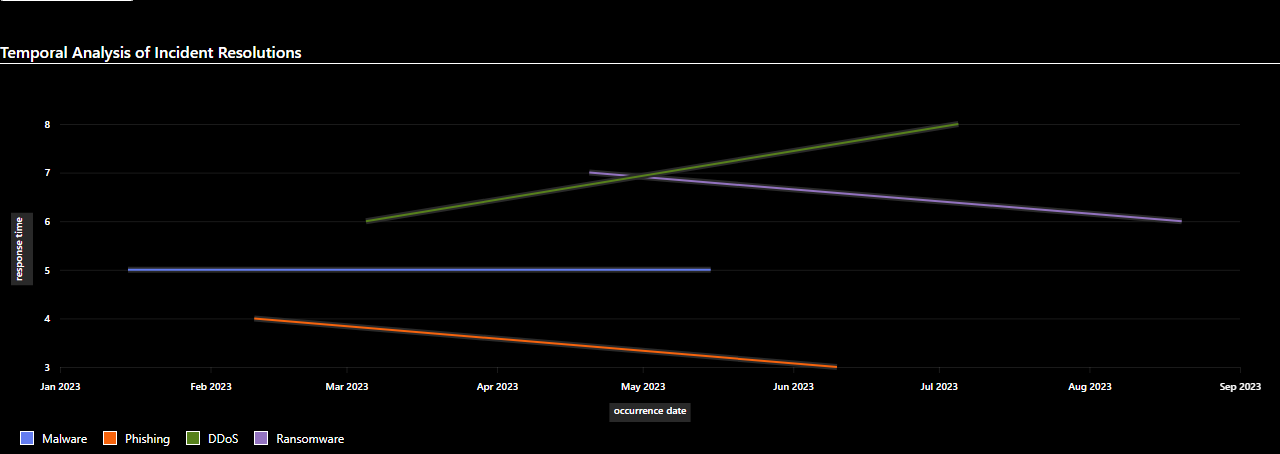 Temporal Analysis of Incident Resolutions
8
7
6
5
4
3
response time
Jan 2023 Feb 2023 Mar 2023 Apr 2023 May 2023 Jun 2023 Jul 2023 Aug 2023 Sep 2023
occurrence date
Malware Phishing DDoS Ransomware